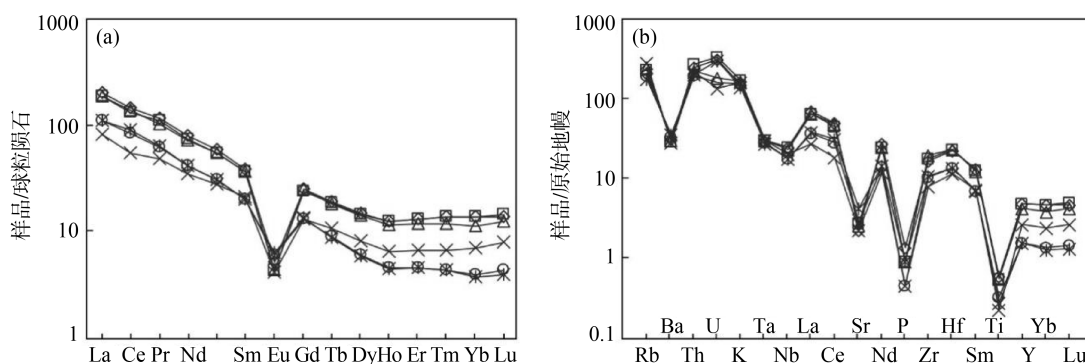 (a)
1000
100
10
1
样品/球粒陨石
La Ce Pr Nd Sm Eu Gd Tb Dy Ho Er Tm Yb Lu
(b)
1000
100
10
1
0.1
样品/原始地幔
Ba U Ta La Sr P Hf Ti Yb
Rb Th K Nb Ce Nd Zr Sm Y Lu